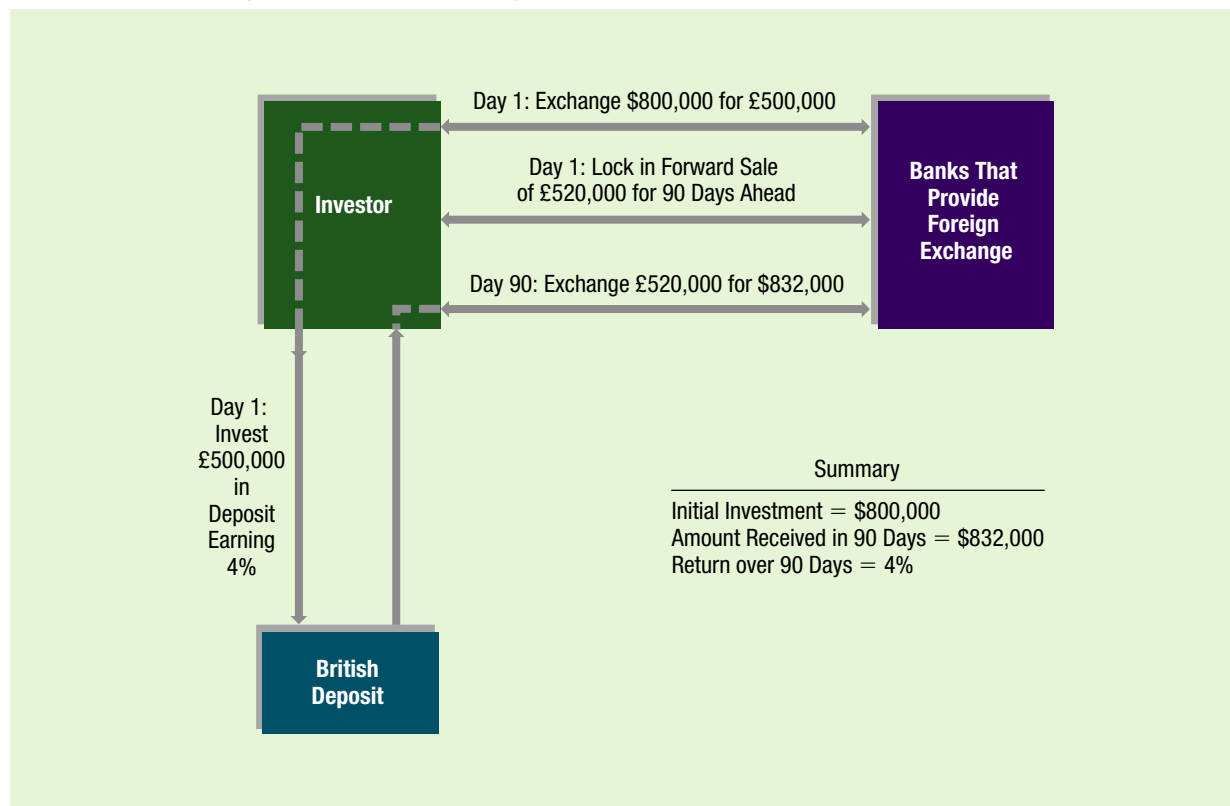 Day 1: Exchange $800,000 for £500,000
Investor
Day 1: Lock in Forward Sale
of £520,000 for 90 Days Ahead
Banks That
Provide
Foreign
Exchange
Day 90: Exchange £520,000 for $832,000
Day 1:
Invest
£500,000
in
Deposit
Earning
4%
Summary
Initial Investment = $800,000
Amount Received in 90 Days = $832,000
Return over 90 Days = 4%
British
Deposit